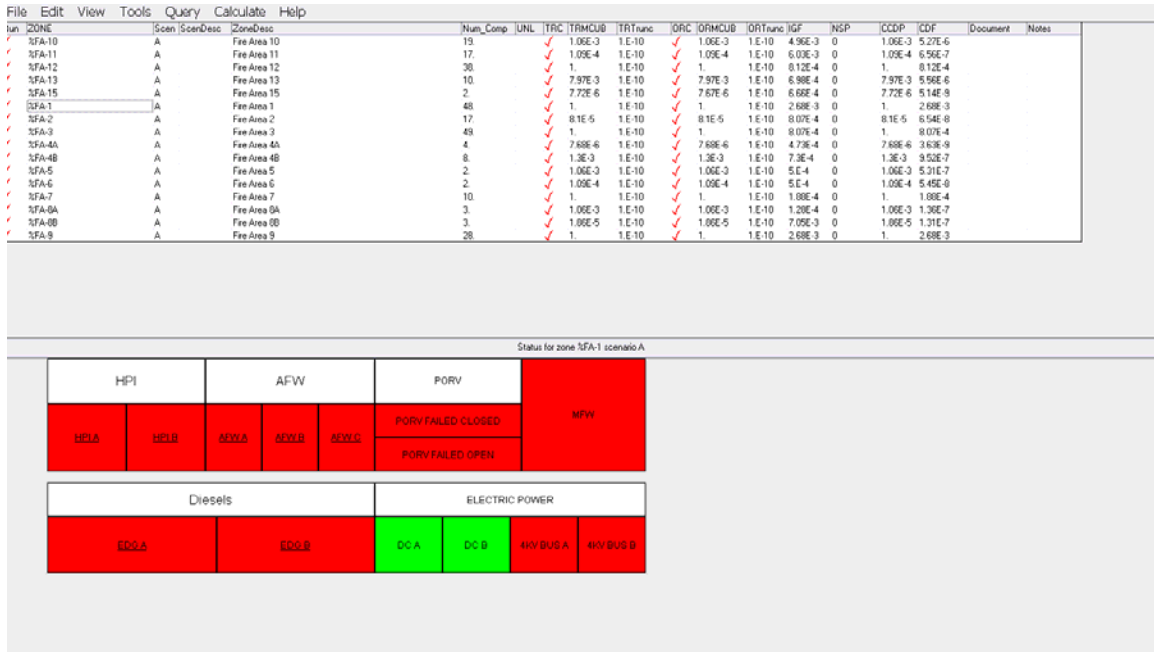 File Edit View Tools Query Calculate Help
ZONE Scen ScenDesc ZoneDesc Num_Comp UNL TRC TRMCUB TRTrunc ORC ORMCUB ORTrunc IGF NSP CCDP CDF Document Notes
%FA-10 A Fire Area 10 19. 1.06E-3 1.E-10 1.06E-3 1.E-10 4.96E-3 0 1.06E-3 5.27E-6
%FA-11 A Fire Area 11 17. 1.09E-4 1.E-10 1.09E-4 1.E-10 6.03E-3 0 1.09E-4 6.56E-7
%FA-12 A Fire Area 12 38. 1. 1.E-10 1. 1.E-10 8.12E-4 0 1. 8.12E-4
%FA-13 A Fire Area 13 10. 7.97E-3 1.E-10 7.97E-3 1.E-10 6.98E-4 0 7.97E-3 5.56E-6
%FA-15 A Fire Area 15 2. 7.72E-6 1.E-10 7.67E-6 1.E-10 6.66E-4 0 7.72E-6 5.14E-9
%FA-1 A Fire Area 1 48. 1. 1.E-10 1. 1.E-10 2.68E-3 0 1. 2.68E-3
%FA-2 A Fire Area 2 17. 8.1E-5 1.E-10 8.1E-5 1.E-10 8.07E-4 0 8.1E-5 6.54E-8
%FA-3 A Fire Area 3 49. 1. 1.E-10 1. 1.E-10 8.07E-4 0 1. 8.07E-4
%FA-4A A Fire Area 4A 4. 7.68E-6 1.E-10 7.68E-6 1.E-10 4.73E-4 0 7.68E-6 3.63E-9
%FA-4B A Fire Area 4B 8. 1.3E-3 1.E-10 1.3E-3 1.E-10 7.3E-4 0 1.3E-3 9.52E-7
%FA-5 A Fire Area 5 2. 1.06E-3 1.E-10 1.06E-3 1.E-10 5.E-4 0 1.06E-3 5.31E-7
%FA-6 A Fire Area 6 2. 1.09E-4 1.E-10 1.09E-4 1.E-10 5.E-4 0 1.09E-4 5.45E-8
%FA-7 A Fire Area 7 10. 1. 1.E-10 1. 1.E-10 1.88E-4 0 1. 1.88E-4
%FA-8A A Fire Area 8A 3. 1.06E-3 1.E-10 1.06E-3 1.E-10 1.28E-4 0 1.06E-3 1.36E-7
%FA-8B A Fire Area 8B 3. 1.86E-5 1.E-10 1.86E-5 1.E-10 7.05E-3 0 1.86E-5 1.31E-7
%FA-9 A Fire Area 9 28. 1. 1.E-10 1. 1.E-10 2.68E-3 0 1. 2.68E-3
Status for zone %FA-1 scenario A
HPI AFW PORV MFW
HPI A HPI B AFW A AFW B AFW C PORV FAILED CLOSED
PORV FAILED OPEN
Diesels ELECTRIC POWER
EDG A EDG B DC A DC B 4KV BUS A 4KV BUS B